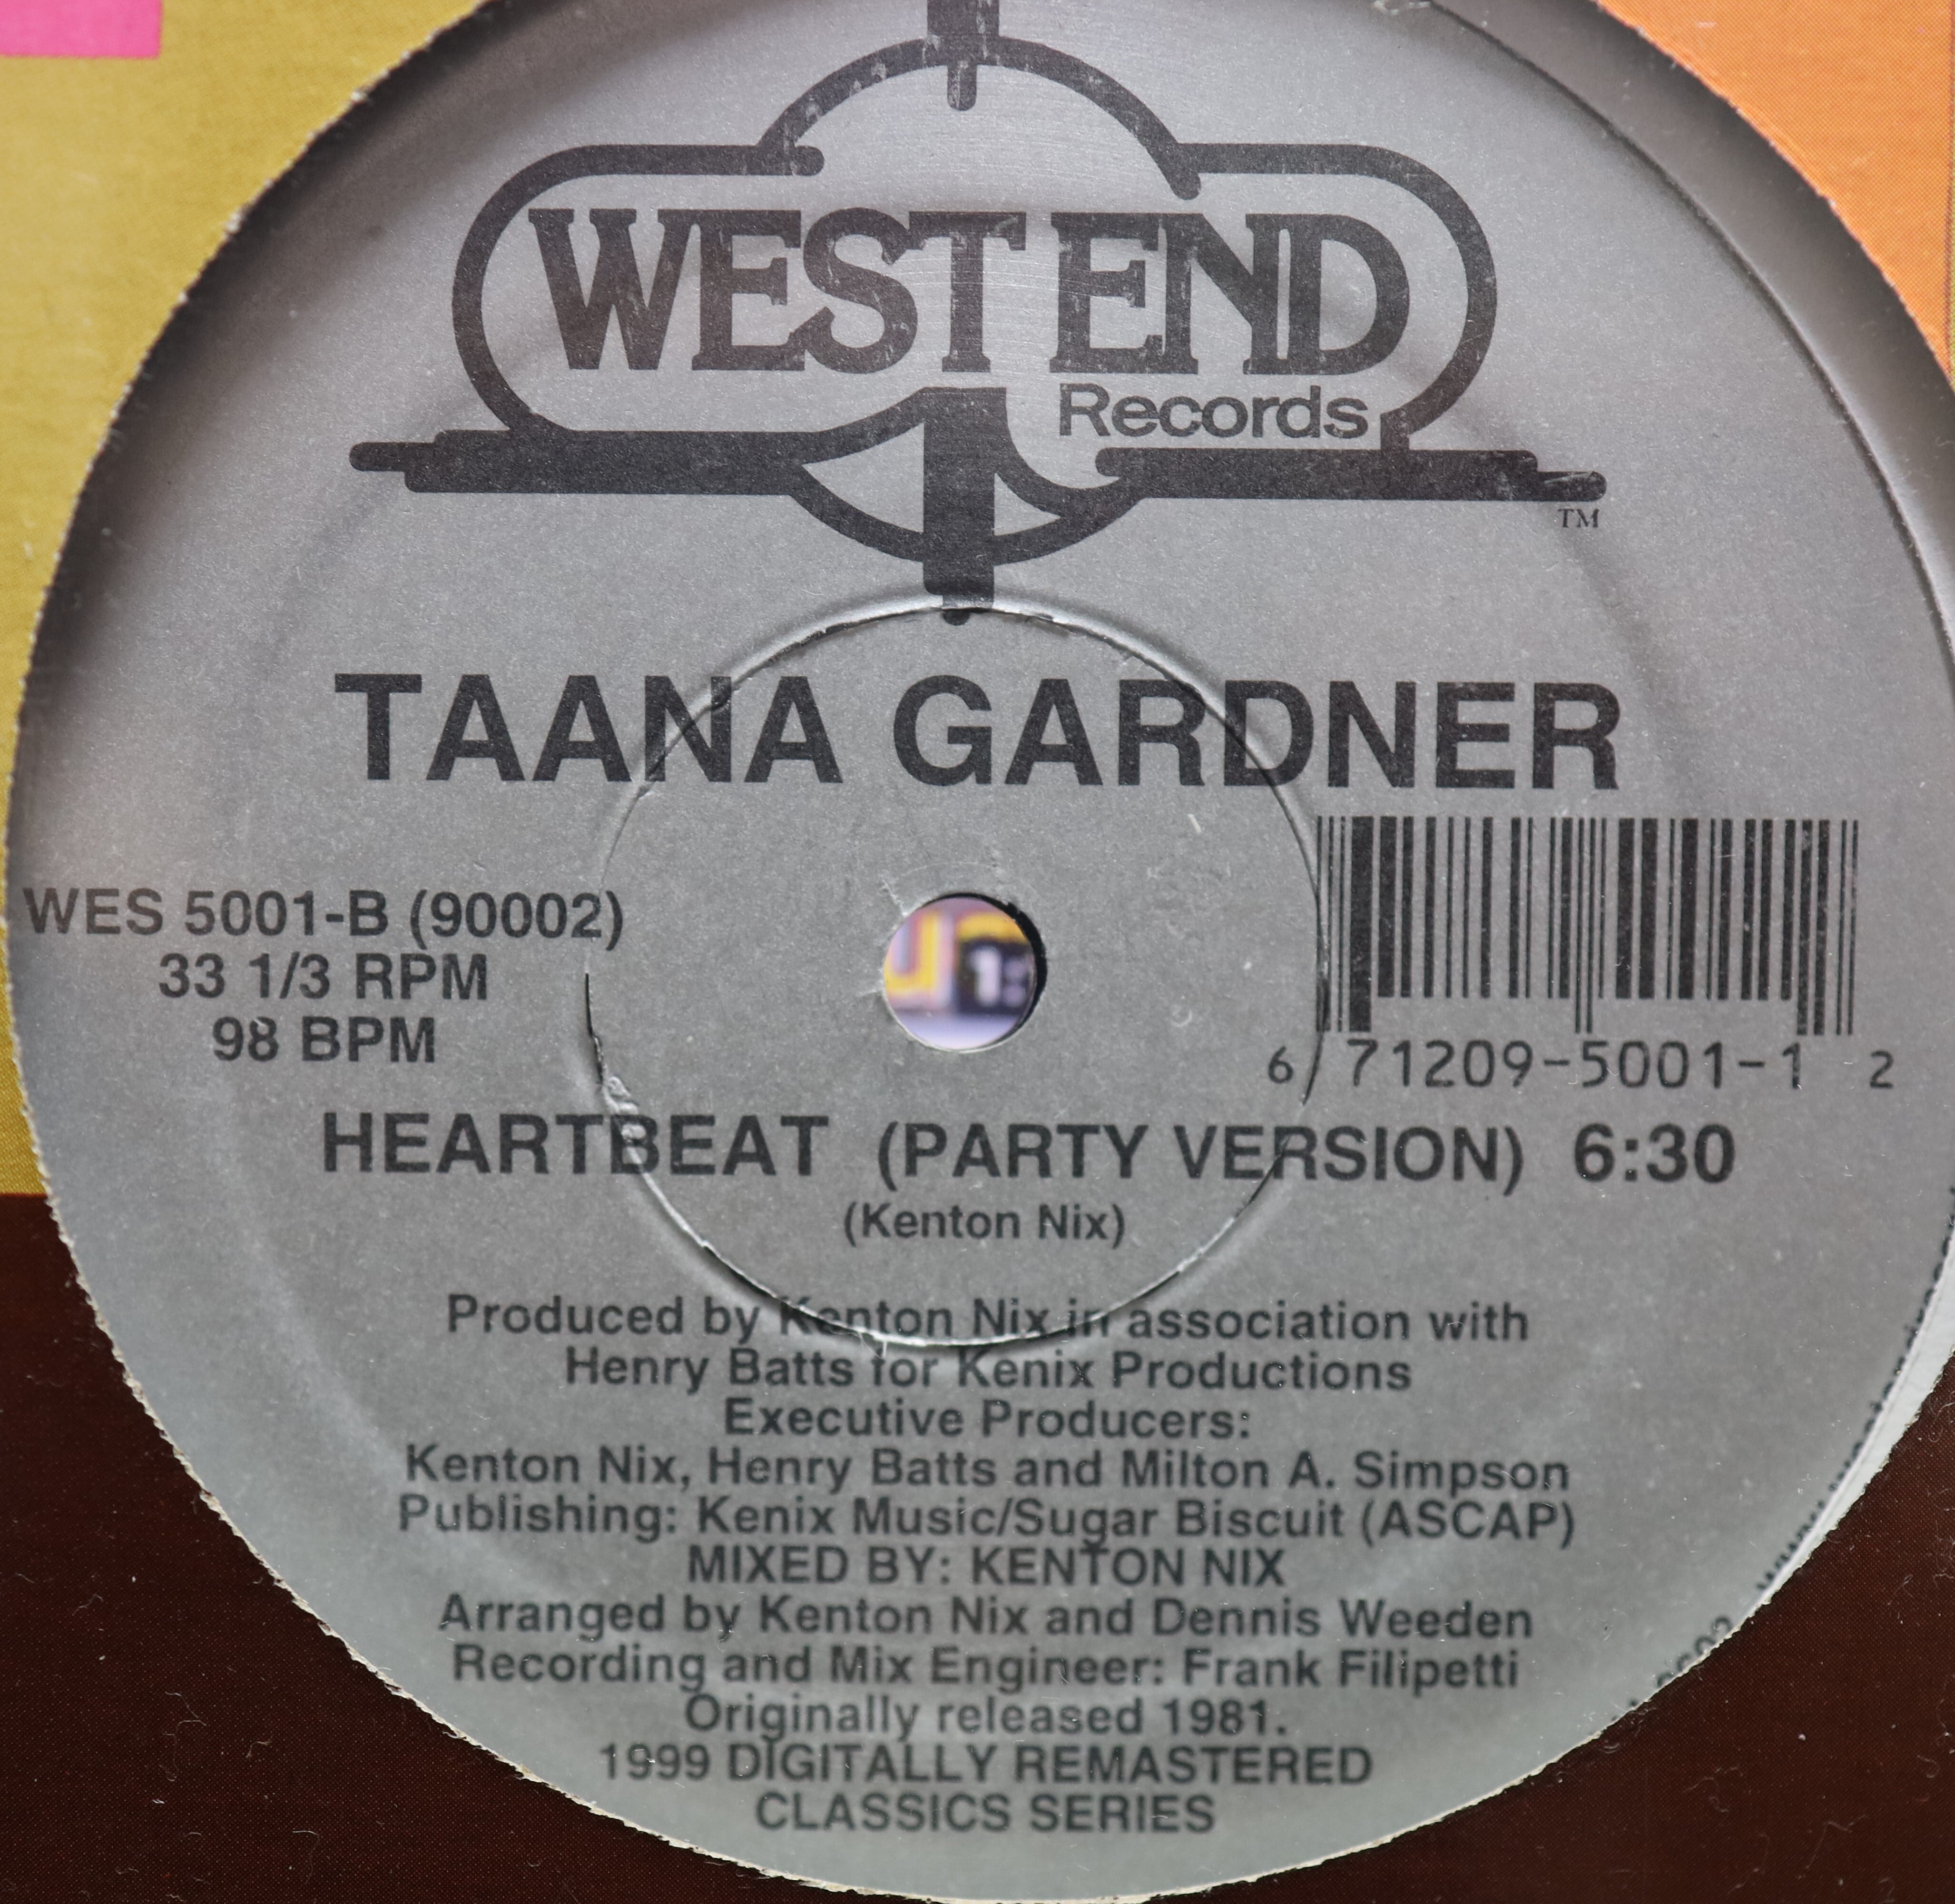 WEST END
Records
TM
TAANA GARDNER
WES 5001-B (90002)
33 1/3 RPM
98 BPM
6 71209-5001-1 2
HEARTBEAT (PARTY VERSION) 6:30
(Kenton Nix)
Produced by Kenton Nix in association with
Henry Batts for Kenix Productions
Executive Producers:
Kenton Nix, Henry Batts and Milton A. Simpson
Publishing: Kenix Music/Sugar Biscuit (ASCAP)
MIXED BY: KENTON NIX
Arranged by Kenton Nix and Dennis Weeden
Recording and Mix Engineer: Frank Filipetti
Originally released 1981.
1999 DIGITALLY REMASTERED
CLASSICS SERIES